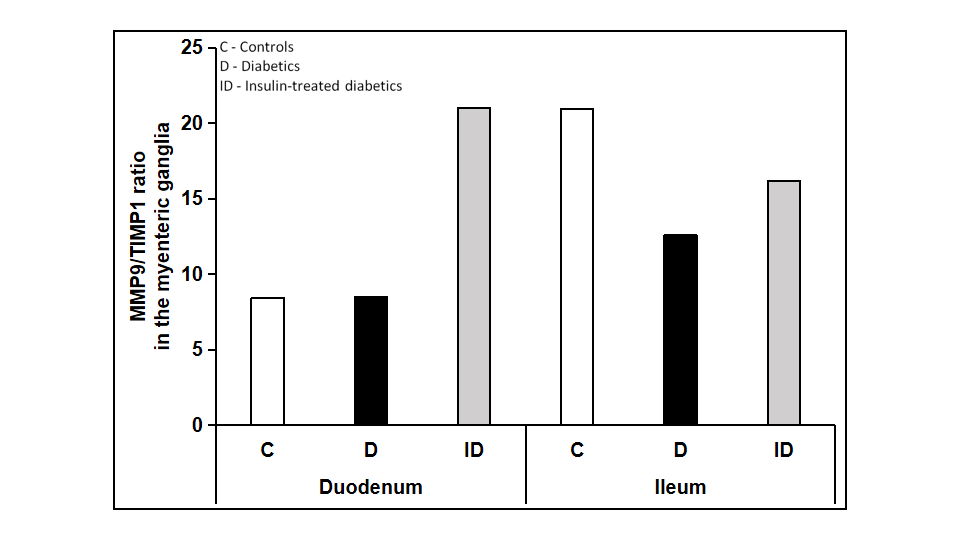 C - Controls
D - Diabetics
ID - Insulin-treated diabetics
MMP9/TIMP1 ratio
in the myenteric ganglia
25
20
15
10
5
0
C D ID C D ID
Duodenum Ileum